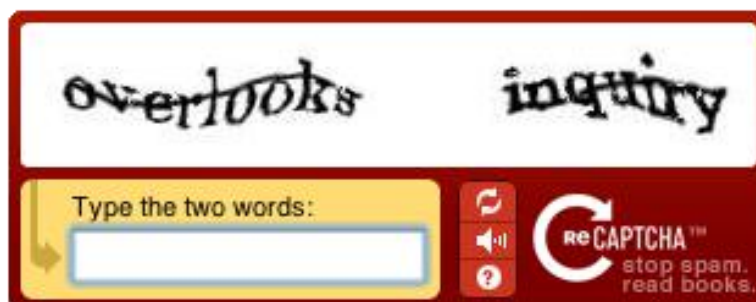 overlooks inquiry
Type the two words:
ReCAPTCHA™
stop spam.
read books.